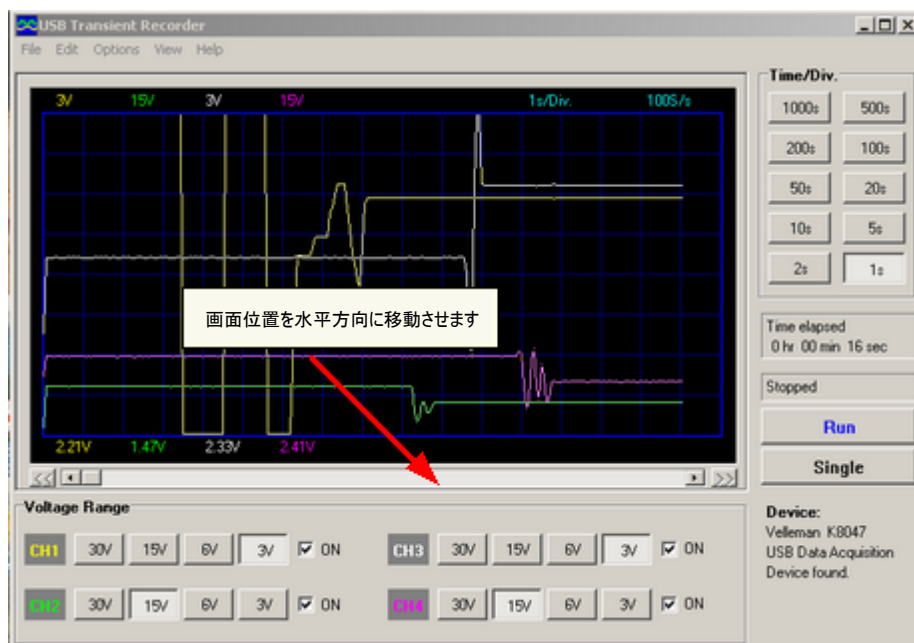 USB Transient Recorder
File Edit Options View Help
3V 15V 3V 15V 1s/Div. 100S/s
画面位置を水平方向に移動させます
2.21V 1.47V 2.33V 2.41V
<< >>
Time/Div.
1000s 500s
200s 100s
50s 20s
10s 5s
2s 1s
Time elapsed
0 hr 00 min 16 sec
Stopped
Run
Single
Voltage Range
CH1 30V 15V 6V 3V ON
CH3 30V 15V 6V 3V ON
CH2 30V 15V 6V 3V ON
CH4 30V 15V 6V 3V ON
Device:
Velleman K8047
USB Data Acquisition
Device found.